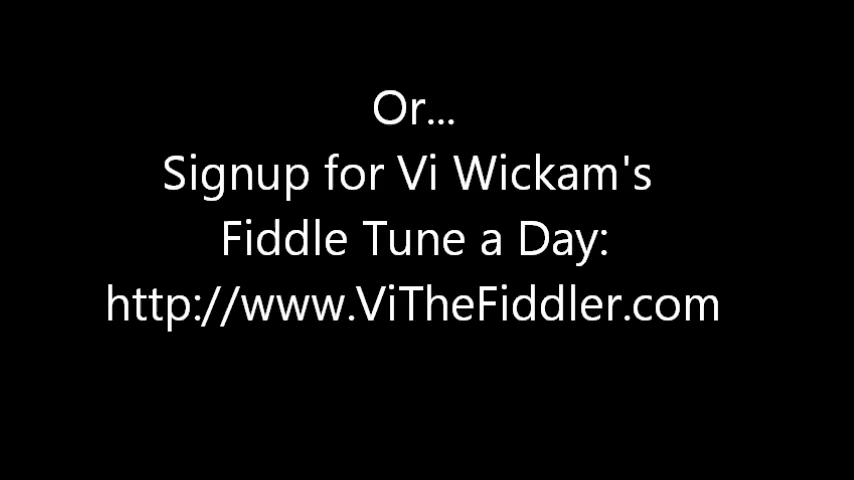 Or...
Signup for Vi Wickam's
Fiddle Tune a Day:
http://www.ViTheFiddler.com